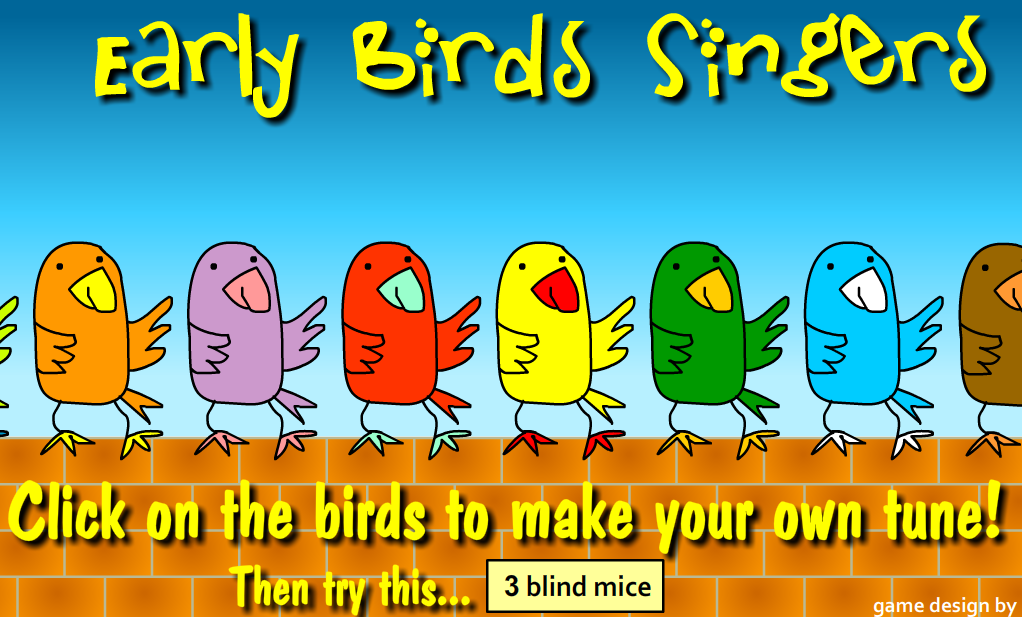 Early Birds Singers
Click on the birds to make your own tune!
Then try this... 3 blind mice
game design by